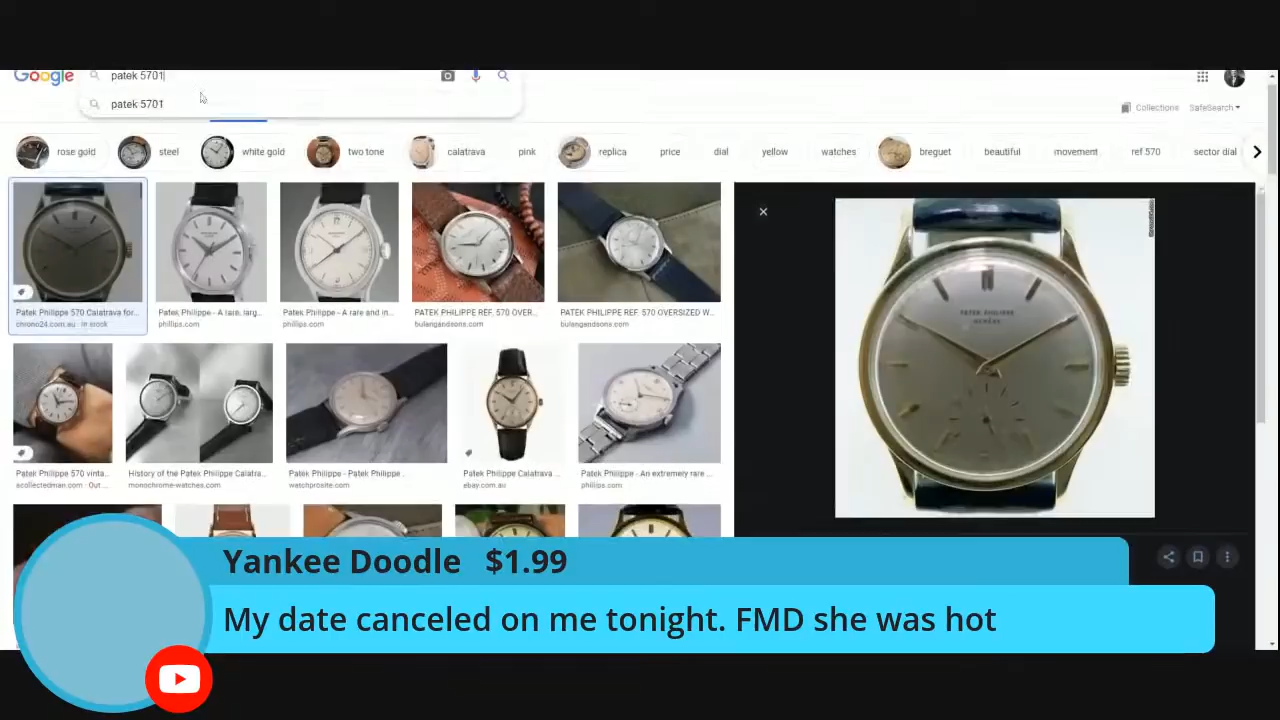 Google
patek 5701
patek 5701
Collections SafeSearch
rose gold steel white gold two tone calatrava pink replica price dial yellow watches breguet beautiful movement ref 570 sector dial
Patek Philippe 570 Calatrava for...
chrono24.com.au · In stock
Patek Philippe - A rare, larg...
phillips.com
Patek Philippe - A rare and in...
phillips.com
PATEK PHILIPPE REF. 570 OVER...
bulangandsons.com
PATEK PHILIPPE REF. 570 OVERSIZED W...
bulangandsons.com
PATEK PHILIPPE
GENEVE
Patek Philippe 570 vinta...
acollectedman.com · Out ...
History of the Patek Philippe Calatra...
monochrome-watches.com
Patek Philippe - Patek Philippe .
watchprosite.com
Patek Philippe Calatrava ...
ebay.com.au
Patek Philippe - An extremely rare ...
phillips.com
Yankee Doodle $1.99
My date canceled on me tonight. FMD she was hot